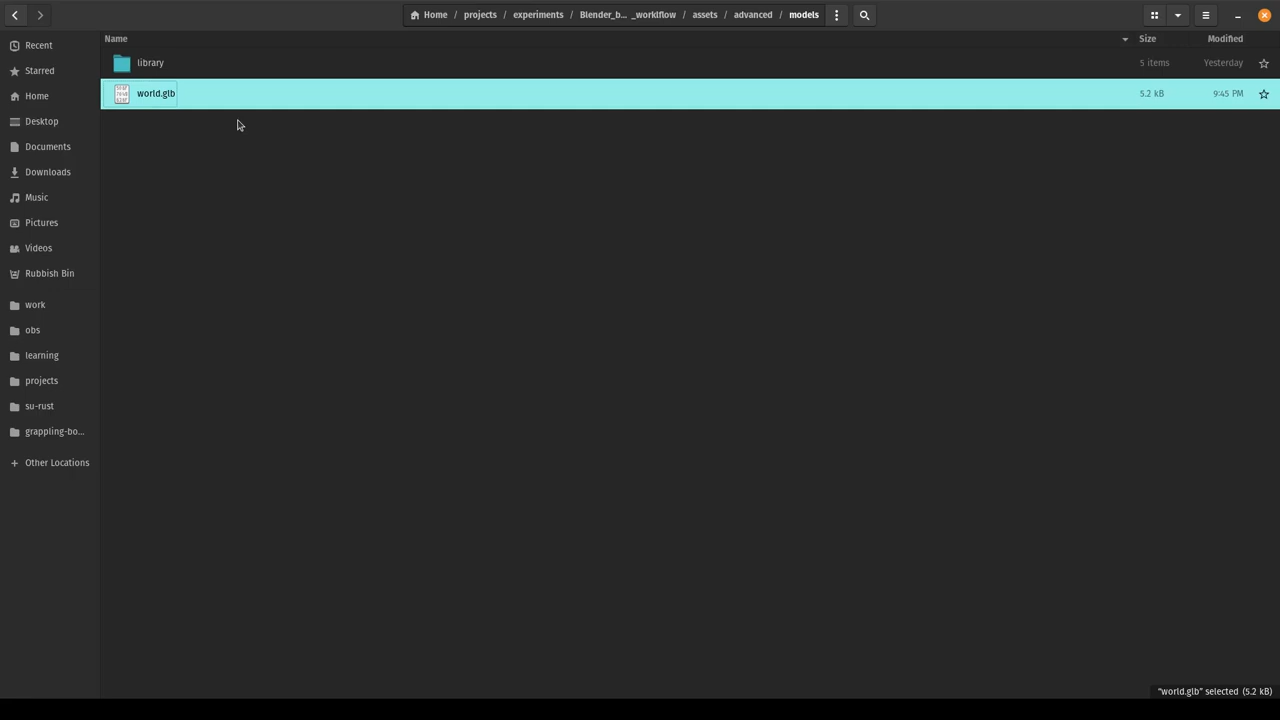 Home / projects / experiments / Blender_b... _workflow / assets / advanced / models
Name Size Modified
Recent
Starred
Home
Desktop
Documents
Downloads
Music
Pictures
Videos
Rubbish Bin
work
obs
learning
projects
su-rust
grappling-bo...
+ Other Locations
library 5 items Yesterday
world.glb 5.2 kB 9:45 PM
"world.glb" selected (5.2 kB)